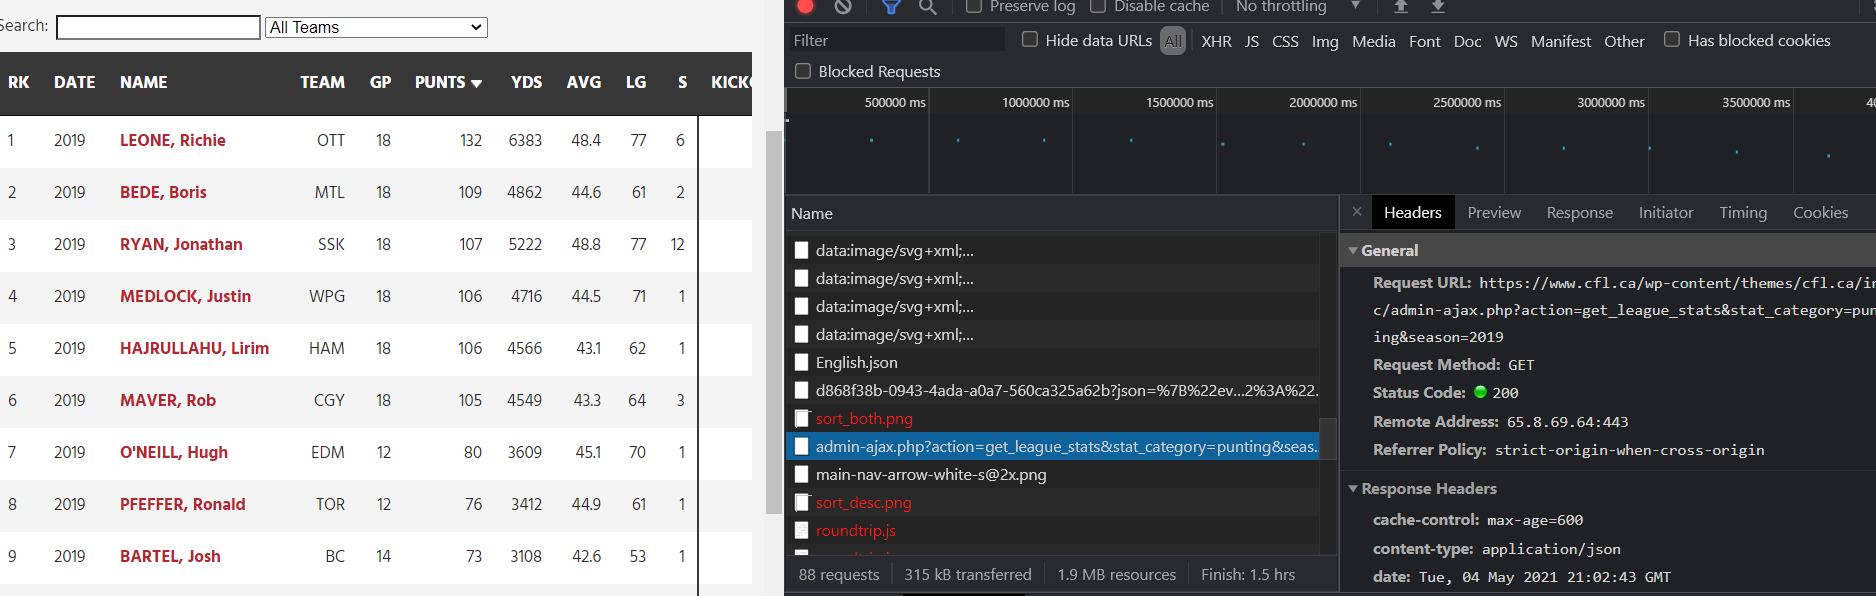 Search: All Teams
RK DATE NAME TEAM GP PUNTS YDS AVG LG S
1 2019 LEONE, Richie OTT 18 132 6383 48.4 77 6
2 2019 BEDE, Boris MTL 18 109 4862 44.6 61 2
3 2019 RYAN, Jonathan SSK 18 107 5222 48.8 77 12
4 2019 MEDLOCK, Justin WPG 18 106 4716 44.5 71 1
5 2019 HAJRULLAHU, Lirim HAM 18 106 4566 43.1 62 1
6 2019 MAVER, Rob CGY 18 105 4549 43.3 64 3
7 2019 O'NEILL, Hugh EDM 12 80 3609 45.1 70 1
8 2019 PFEFFER, Ronald TOR 12 76 3412 44.9 61 1
9 2019 BARTEL, Josh BC 14 73 3108 42.6 53 1
Preserve log Disable cache No throttling
Filter Hide data URLs All XHR JS CSS Img Media Font Doc WS Manifest Other Has blocked cookies
Blocked Requests
500000 ms 1000000 ms 1500000 ms 2000000 ms 2500000 ms 3000000 ms 3500000 ms
Name
data:image/svg+xml;...
data:image/svg+xml;...
data:image/svg+xml;...
data:image/svg+xml;...
English.json
d868f38b-0943-4ada-a0a7-560ca325a62b?json=%7B%22ev...2%3A%22.
sort_both.png
admin-ajax.php?action=get_league_stats&stat_category=punting&seas.
main-nav-arrow-white-s@2x.png
sort_desc.png
roundtrip.js
88 requests 315 kB transferred 1.9 MB resources Finish: 1.5 hrs
× Headers Preview Response Initiator Timing Cookies
General
Request URL: https://www.cfl.ca/wp-content/themes/cfl.ca/in
c/admin-ajax.php?action=get_league_stats&stat_category=pun
ing&season=2019
Request Method: GET
Status Code: 200
Remote Address: 65.8.69.64:443
Referrer Policy: strict-origin-when-cross-origin
Response Headers
cache-control: max-age=600
content-type: application/json
date: Tue, 04 May 2021 21:02:43 GMT